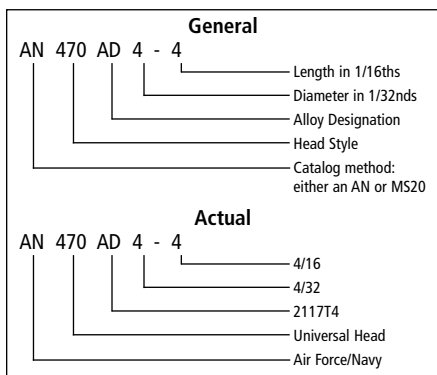 General
AN 470 AD 4 - 4
Length in 1/16ths
Diameter in 1/32nds
Alloy Designation
Head Style
Catalog method:
either an AN or MS20
Actual
AN 470 AD 4 - 4
4/16
4/32
2117T4
Universal Head
Air Force/Navy